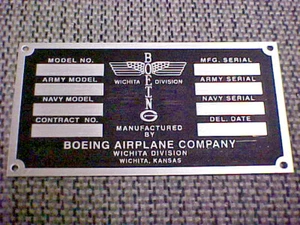 MODEL NO.
MFG. SERIAL
BOEING
WICHITA DIVISION
ARMY MODEL
ARMY SERIAL
NAVY MODEL
NAVY SERIAL
CONTRACT NO.
DEL. DATE
MANUFACTURED
BY
BOEING AIRPLANE COMPANY
WICHITA DIVISION
WICHITA, KANSAS